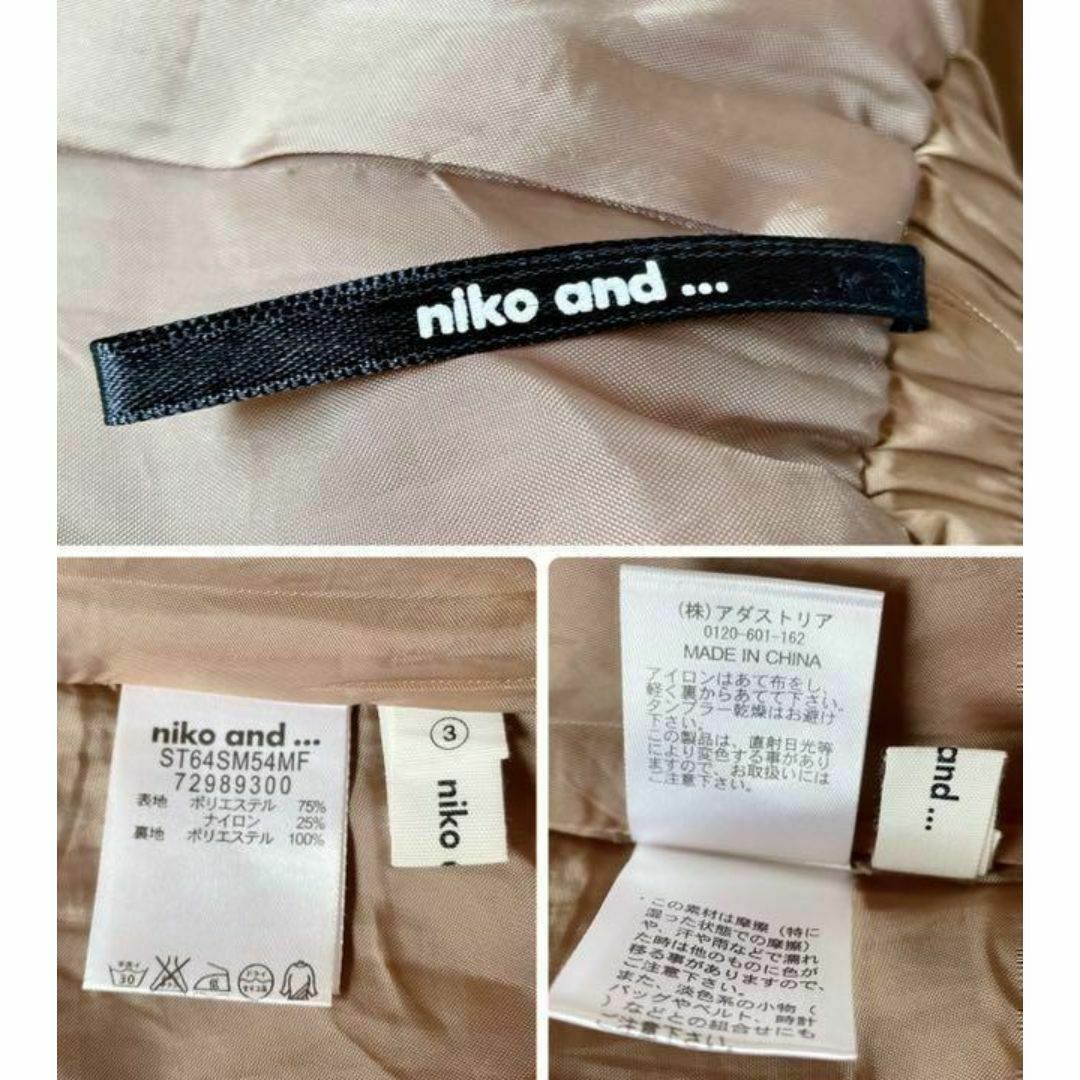 niko and ...
niko and ...
ST64SM54MF
72989300
表地 ポリエステル 75%
ナイロン 25%
裏地 ポリエステル 100%
30
ドライ
③
niko
(株)アダストリア
0120-601-162
MADE IN CHINA
アイロンはあて布をし、
軽く裏からあてて下さい。
タンブラー乾燥はお避け
下さい。
この製品は、直射日光等
により変色する事があり
ますので、お取扱いには
ご注意下さい。
and ...
・この素材は摩擦(特に
湿った状態での摩擦)
や、汗や雨などで濡れ
た時は他のものに色が
移る事がありますので、
ご注意下さい。
また、淡色系の小物(
バッグやベルト、時計
)などとの組合せにも
ご注意下さい。